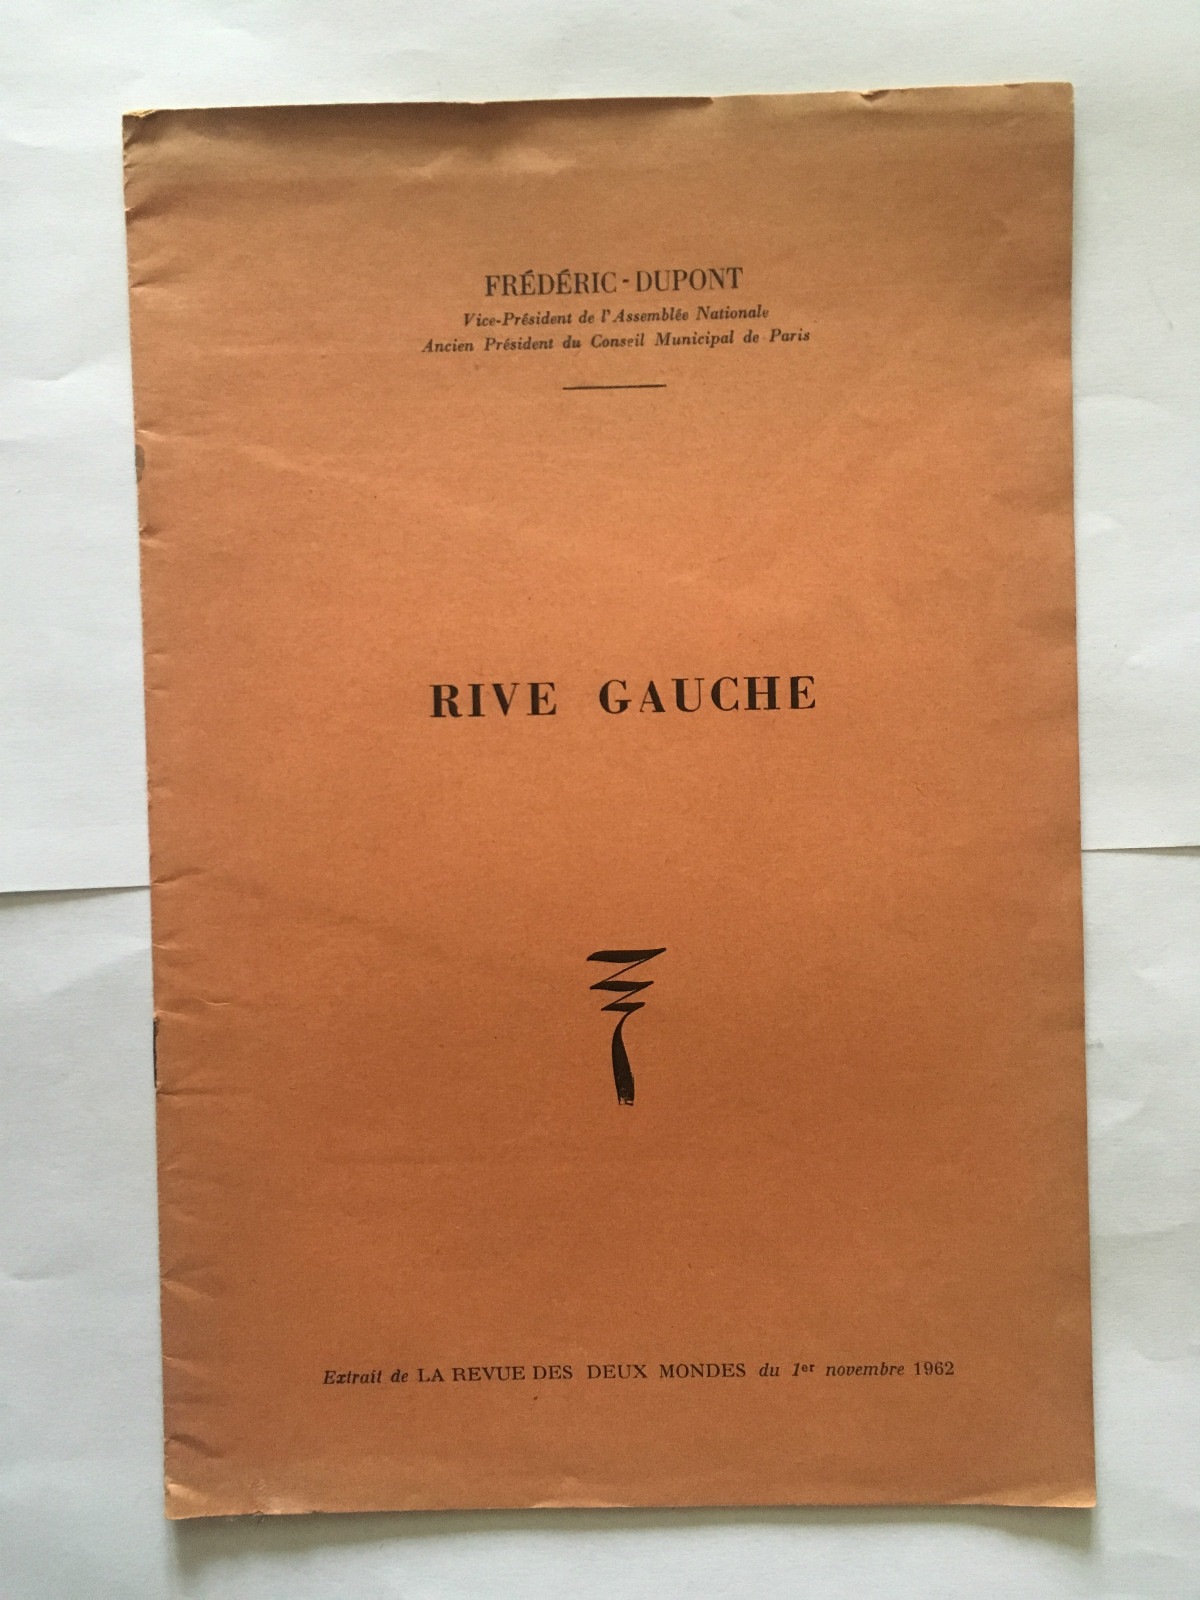 FRÉDÉRIC-DUPONT
Vice-Président de l'Assemblée Nationale
Ancien Président du Conseil Municipal de Paris
RIVE GAUCHE
Extrait de LA REVUE DES DEUX MONDES du 1er novembre 1962